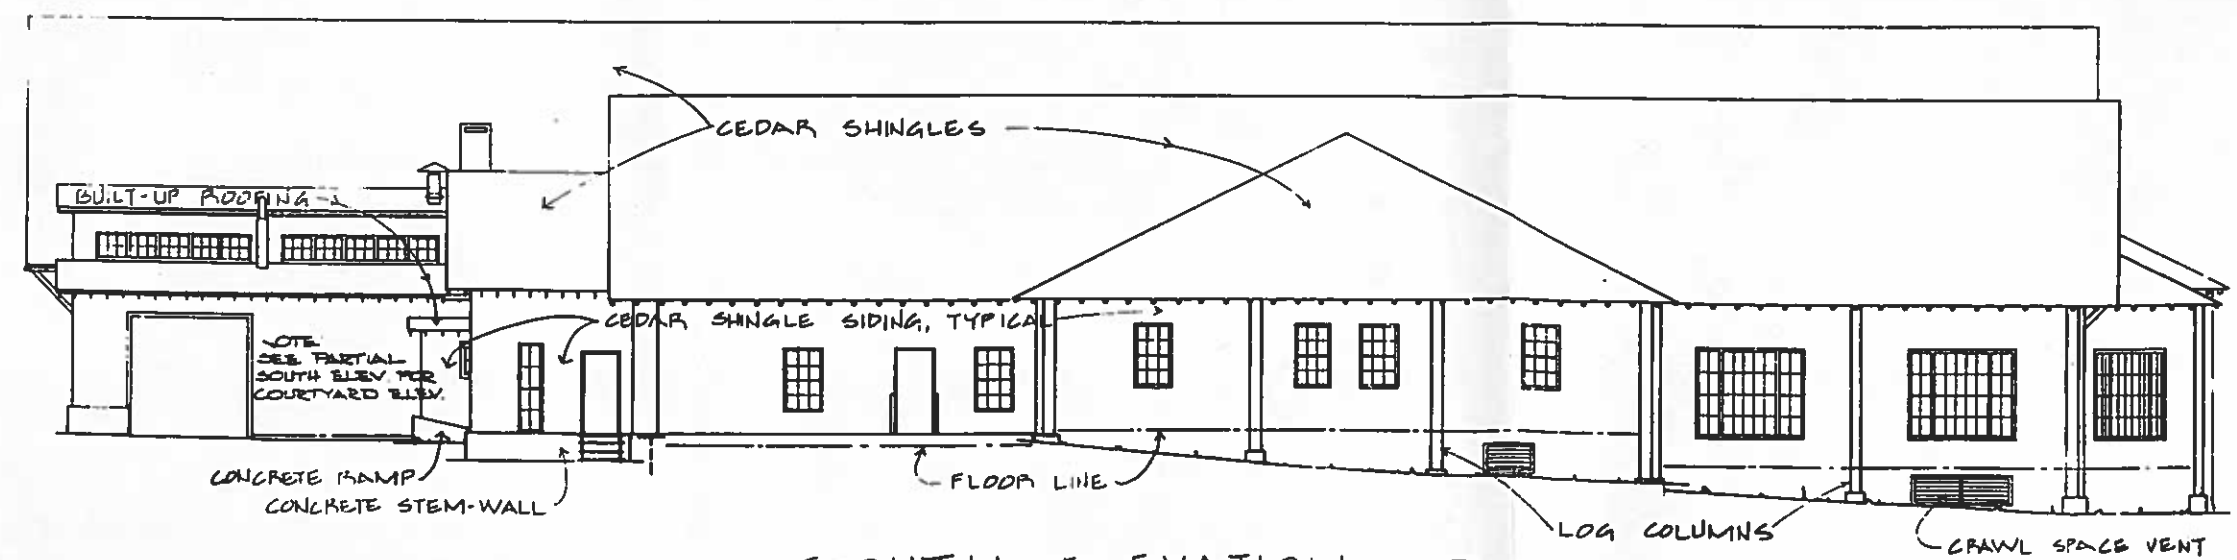 CEDAR SHINGLES
BUILT-UP ROOFING
CEDAR SHINGLE SIDING, TYPICAL
NOTE
SEE PARTIAL
SOUTH ELEV. FOR
COURTYARD ELEV.
CONCRETE RAMP
FLOOR LINE
CONCRETE STEM-WALL
LOG COLUMNS
CRAWL SPACE VENT